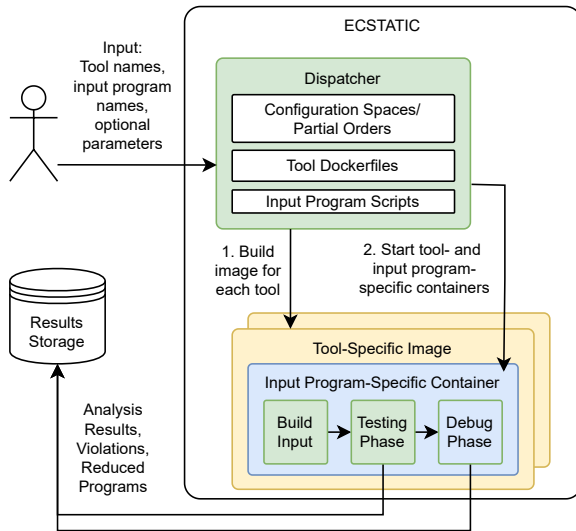 ECSTATIC
Input:
Tool names,
input program
names,
optional
parameters
Dispatcher
Configuration Spaces/
Partial Orders
Tool Dockerfiles
Input Program Scripts
1. Build
image for
each tool
2. Start tool- and
input program-
specific containers
Results
Storage
Tool-Specific Image
Input Program-Specific Container
Build
Input
Testing
Phase
Debug
Phase
Analysis
Results,
Violations,
Reduced
Programs